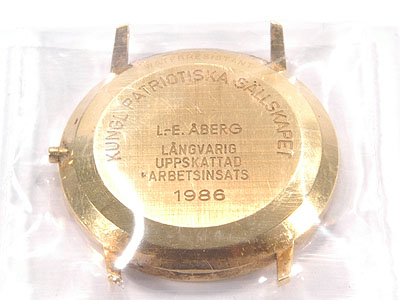 KUNGL. PATRIOTISKA SÄLLSKAPET
L.-E. ÅBERG
LÅNGVARIG
UPPSKATTAD
ARBETSINSATS
1986